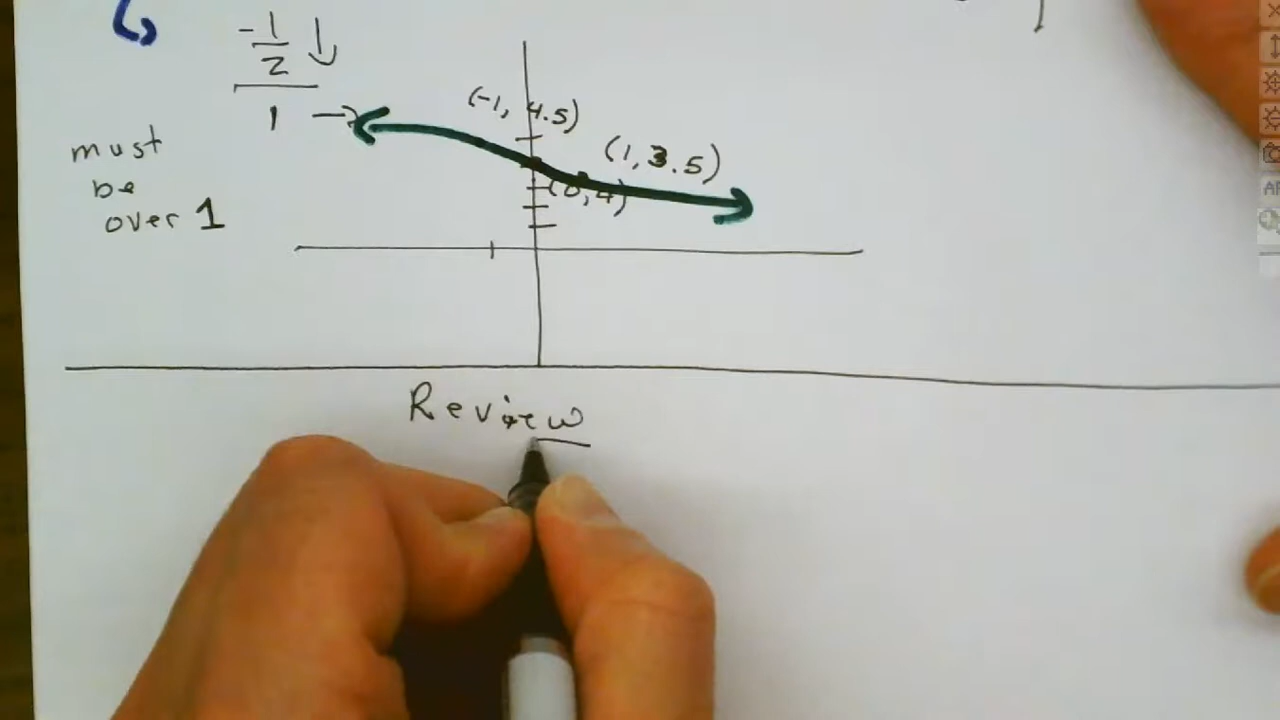 -1
2
1
must
be
over 1
(-1, 4.5)
(1, 3.5)
(0, 4)
Review